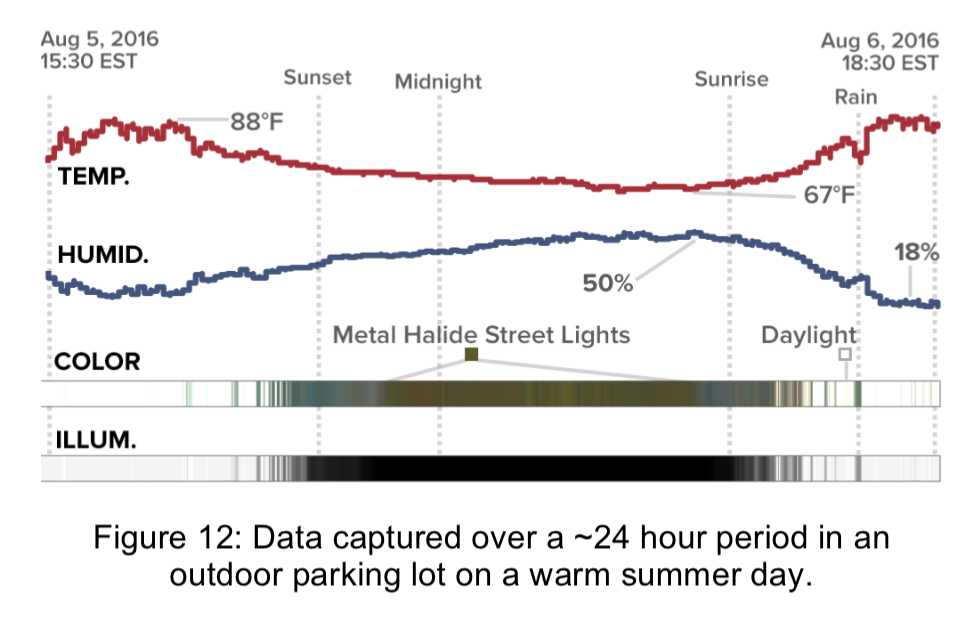 Aug 5, 2016
15:30 EST
Aug 6, 2016
18:30 EST
Sunset
Midnight
Sunrise
Rain
88°F
TEMP.
67°F
HUMID.
18%
50%
Metal Halide Street Lights
Daylight
COLOR
ILLUM.
Figure 12: Data captured over a ~24 hour period in an
outdoor parking lot on a warm summer day.